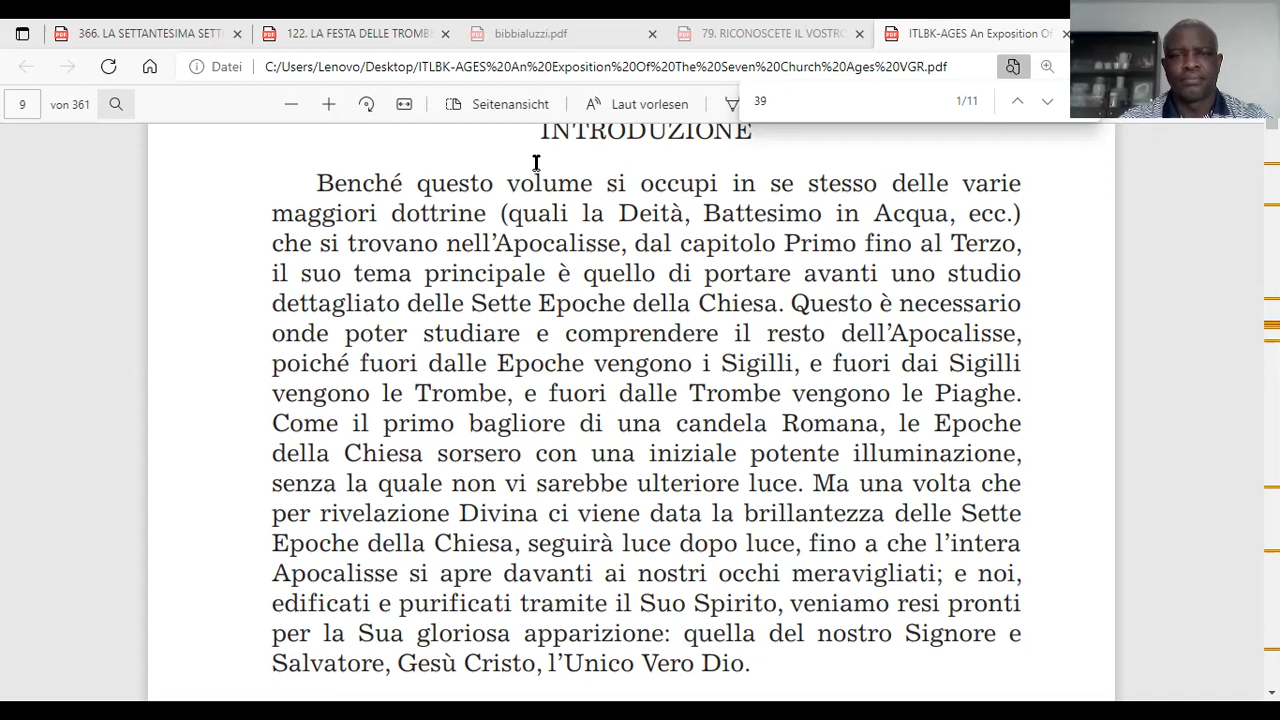 366. LA SETTANTESIMA SETT
122. LA FESTA DELLE TROMB
bibbialuzzi.pdf
79. RICONOSCETE IL VOSTRO
ITLBK-AGES An Exposition Of
Datei
C:/Users/Lenovo/Desktop/ITLBK-AGES%20An%20Exposition%20Of%20The%20Seven%20Church%20Ages%20VGR.pdf
9 von 361
Seitenansicht
Laut vorlesen
39
1/11
INTRODUZIONE
Benché questo volume si occupi in se stesso delle varie
maggiori dottrine (quali la Deità, Battesimo in Acqua, ecc.)
che si trovano nell’Apocalisse, dal capitolo Primo fino al Terzo,
il suo tema principale è quello di portare avanti uno studio
dettagliato delle Sette Epoche della Chiesa. Questo è necessario
onde poter studiare e comprendere il resto dell’Apocalisse,
poiché fuori dalle Epoche vengono i Sigilli, e fuori dai Sigilli
vengono le Trombe, e fuori dalle Trombe vengono le Piaghe.
Come il primo bagliore di una candela Romana, le Epoche
della Chiesa sorsero con una iniziale potente illuminazione,
senza la quale non vi sarebbe ulteriore luce. Ma una volta che
per rivelazione Divina ci viene data la brillantezza delle Sette
Epoche della Chiesa, seguirà luce dopo luce, fino a che l’intera
Apocalisse si apre davanti ai nostri occhi meravigliati; e noi,
edificati e purificati tramite il Suo Spirito, veniamo resi pronti
per la Sua gloriosa apparizione: quella del nostro Signore e
Salvatore, Gesù Cristo, l’Unico Vero Dio.